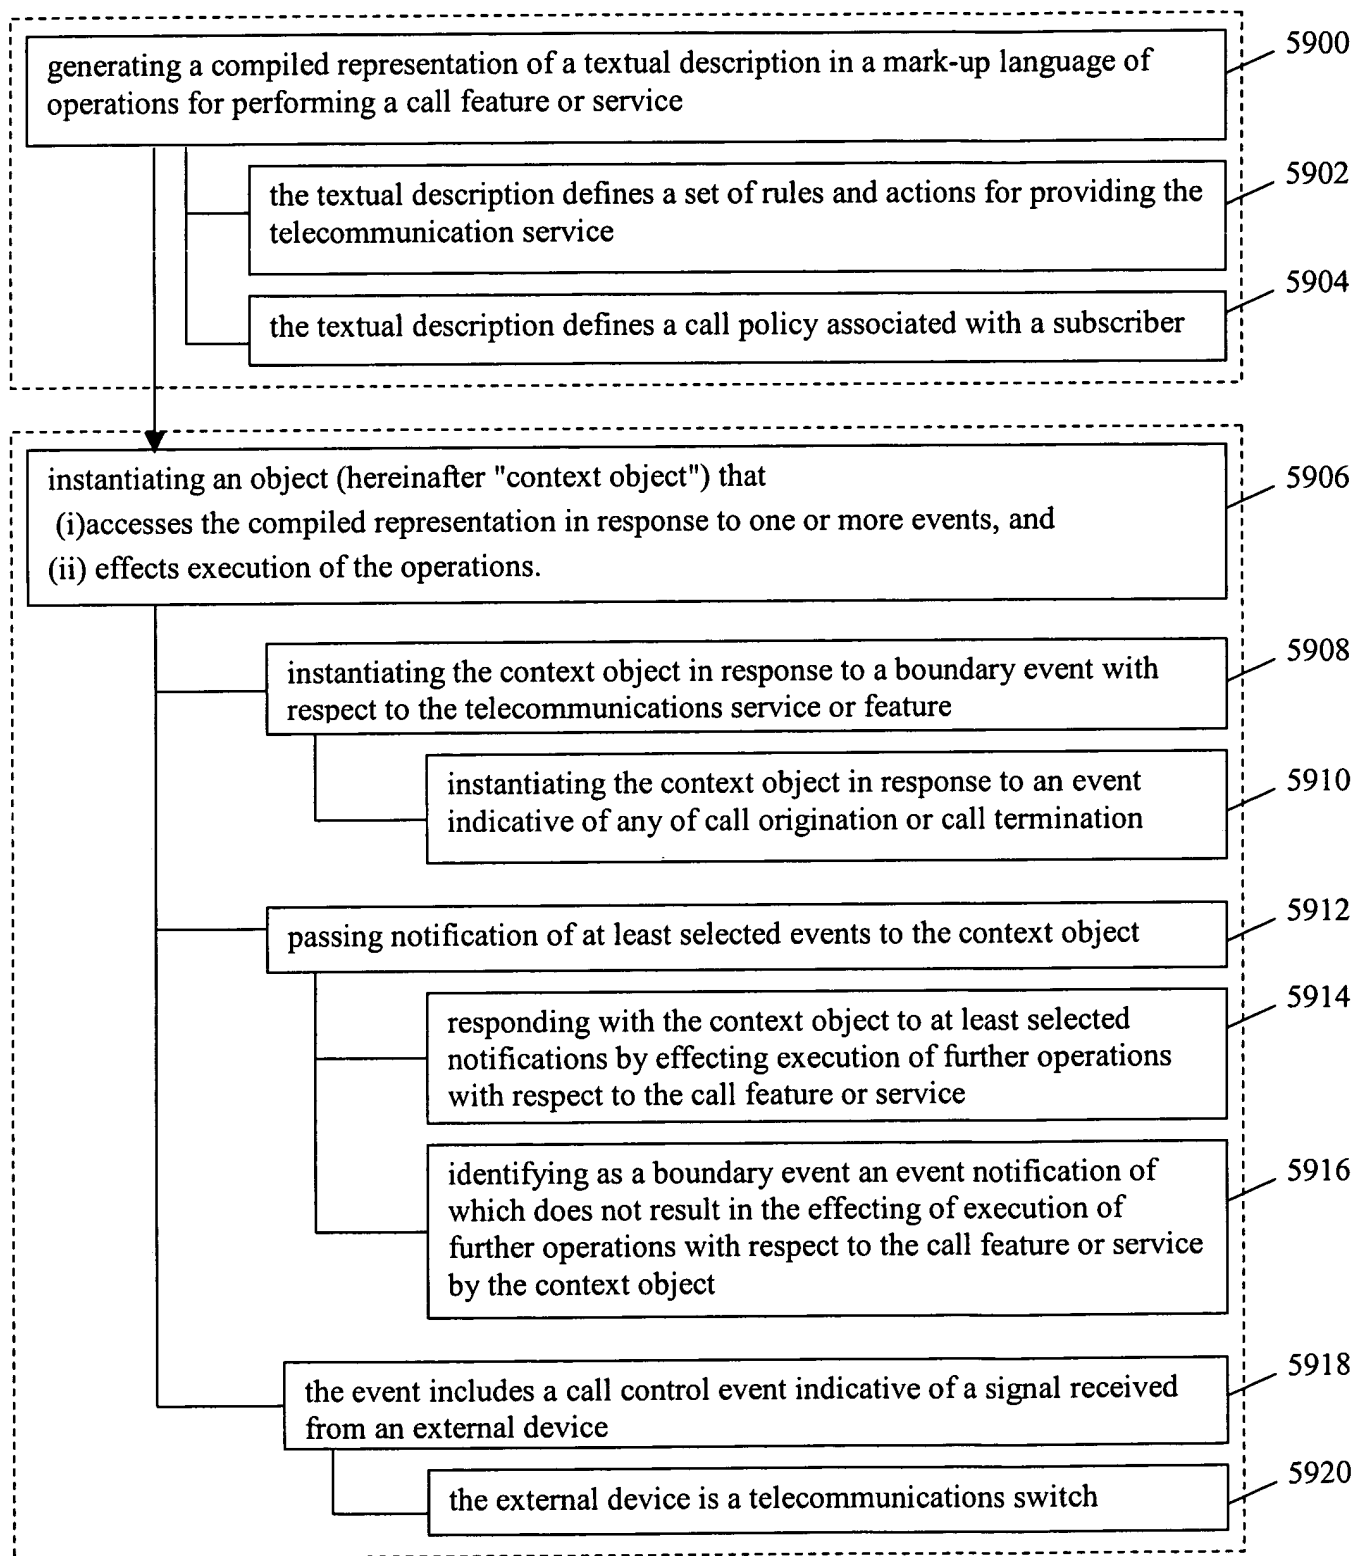 5900
generating a compiled representation of a textual description in a mark-up language of
operations for performing a call feature or service
5902
the textual description defines a set of rules and actions for providing the
telecommunication service
5904
the textual description defines a call policy associated with a subscriber
5906
instantiating an object (hereinafter "context object") that
(i)accesses the compiled representation in response to one or more events, and
(ii) effects execution of the operations.
5908
instantiating the context object in response to a boundary event with
respect to the telecommunications service or feature
5910
instantiating the context object in response to an event
indicative of any of call origination or call termination
5912
passing notification of at least selected events to the context object
5914
responding with the context object to at least selected
notifications by effecting execution of further operations
with respect to the call feature or service
5916
identifying as a boundary event an event notification of
which does not result in the effecting of execution of
further operations with respect to the call feature or service
by the context object
5918
the event includes a call control event indicative of a signal received
from an external device
5920
the external device is a telecommunications switch